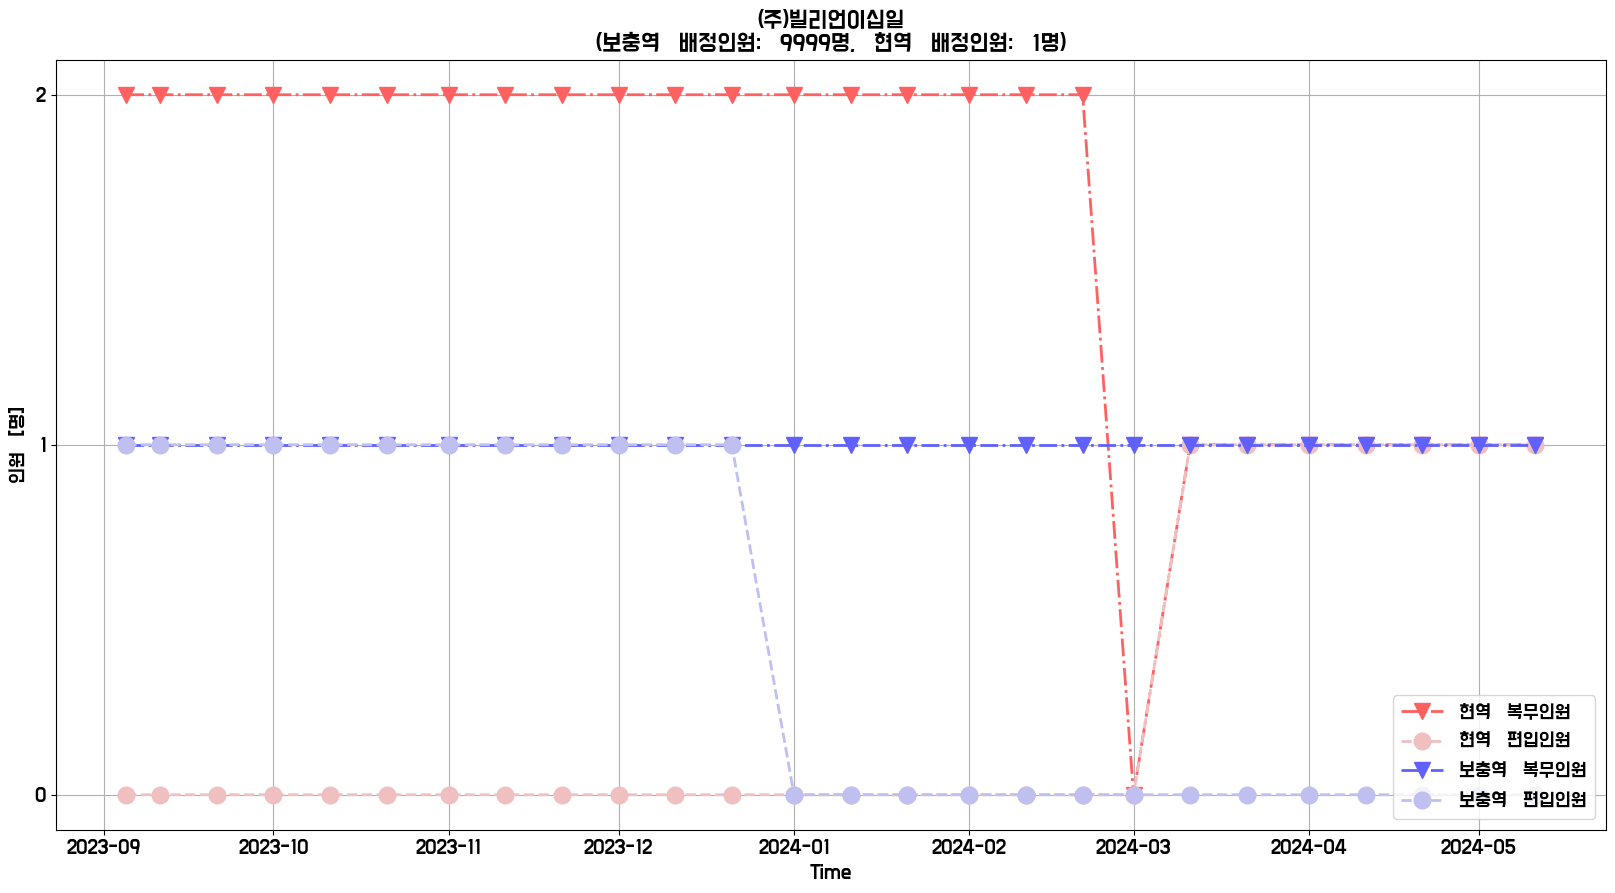 (주)빌리언이십일
(보충역 배정인원: 9999명, 현역 배정인원: 1명)
2
1
0
인원 [명]
2023-09
2023-10
2023-11
2023-12
2024-01
2024-02
2024-03
2024-04
2024-05
Time
현역 복무인원
현역 편입인원
보충역 복무인원
보충역 편입인원